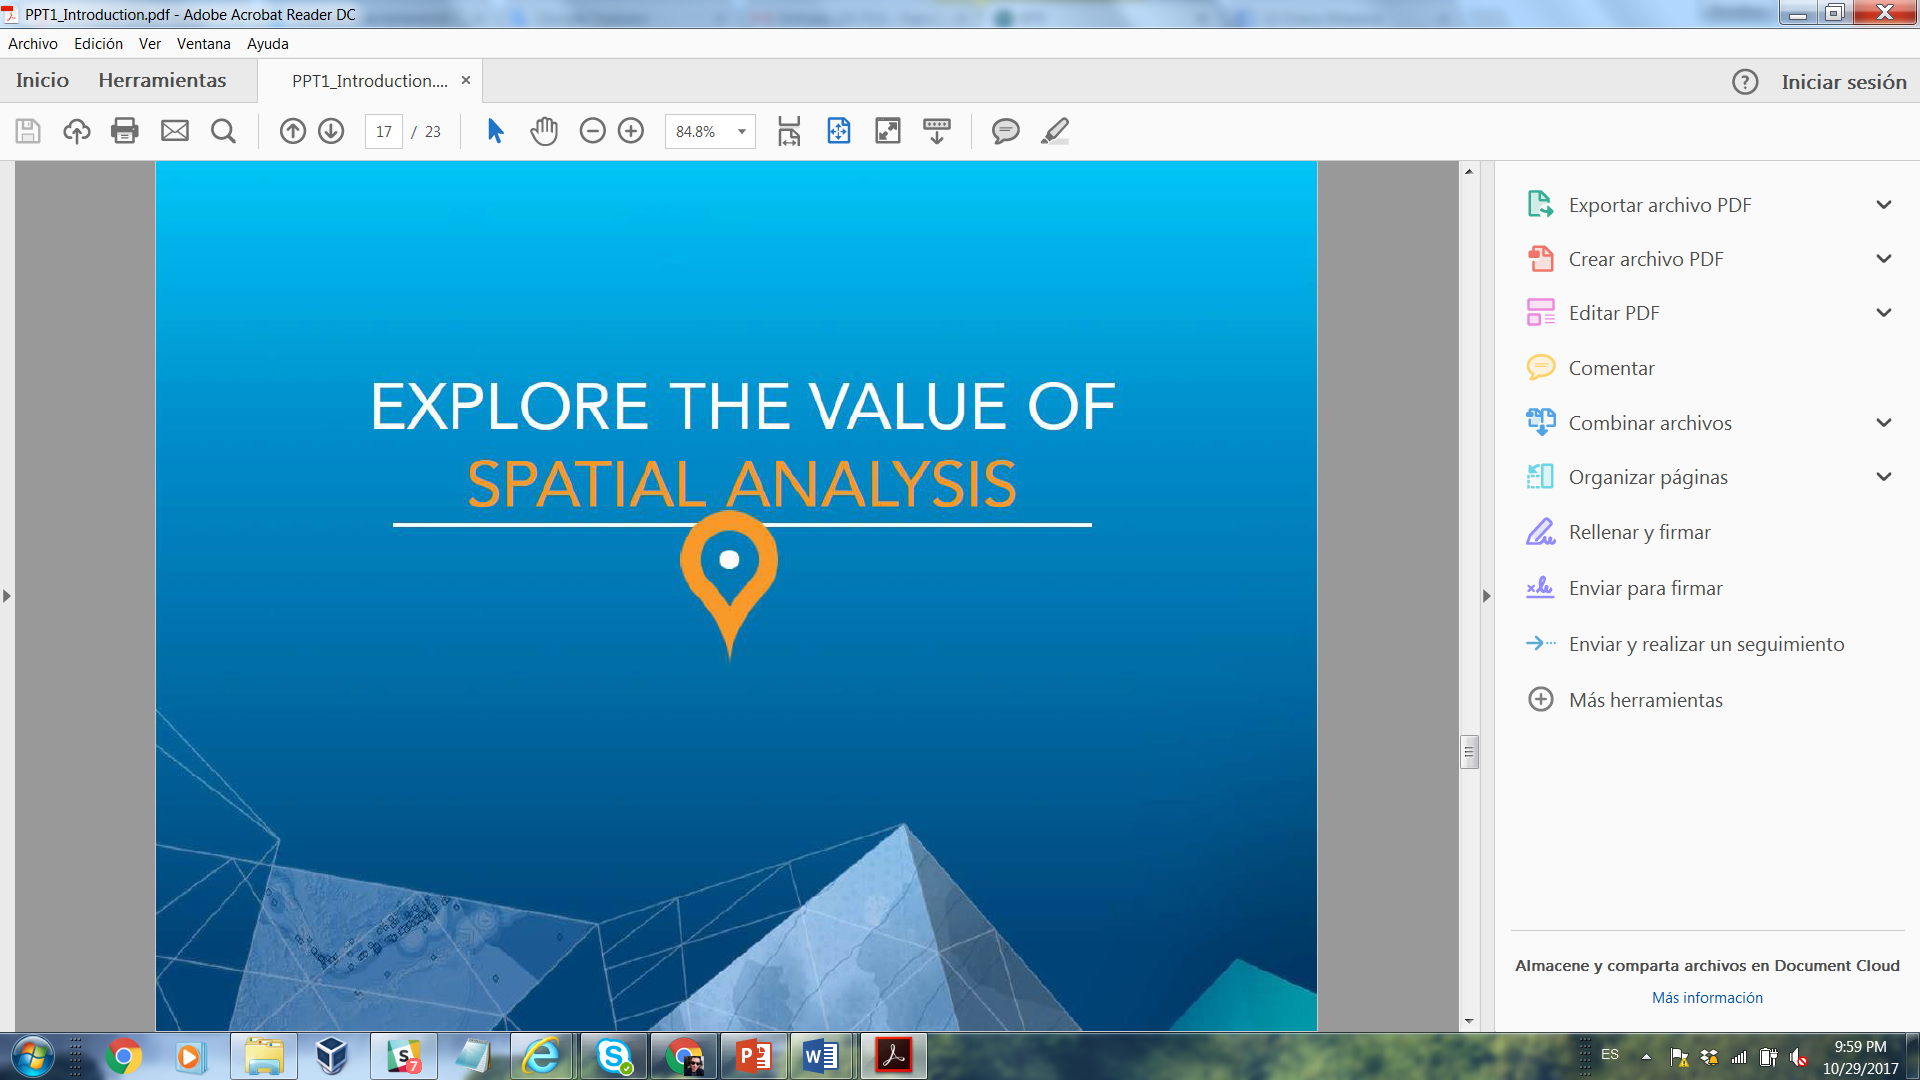 PPT1_Introduction.pdf - Adobe Acrobat Reader DC
Archivo Edición Ver Ventana Ayuda
Inicio Herramientas PPT1_Introduction.... × ? Iniciar sesión
17 / 23 84.8%
EXPLORE THE VALUE OF
SPATIAL ANALYSIS
Exportar archivo PDF
Crear archivo PDF
Editar PDF
Comentar
Combinar archivos
Organizar páginas
Rellenar y firmar
Enviar para firmar
Enviar y realizar un seguimiento
Más herramientas
Almacene y comparta archivos en Document Cloud
Más información
S 7
ES
9:59 PM
10/29/2017